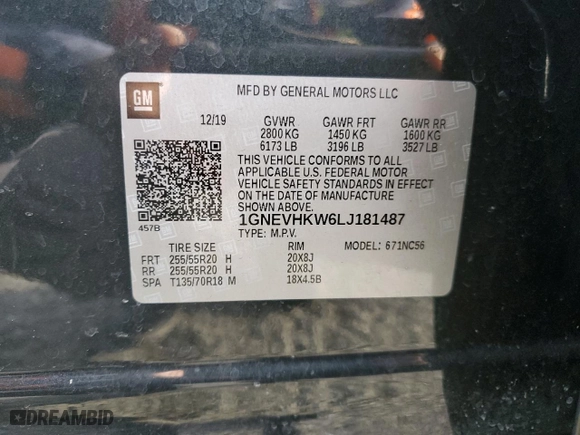 GM
MFD BY GENERAL MOTORS LLC
12/19 GVWR GAWR FRT GAWR RR
2800 KG 1450 KG 1600 KG
6173 LB 3196 LB 3527 LB
THIS VEHICLE CONFORMS TO ALL
APPLICABLE U.S. FEDERAL MOTOR
VEHICLE SAFETY STANDARDS IN EFFECT
ON THE DATE OF MANUFACTURE
SHOWN ABOVE.
1GNEVHKW6LJ181487
457B
TYPE: M.P.V.
TIRE SIZE RIM MODEL: 671NC56
FRT 255/55R20 H 20X8J
RR 255/55R20 H 20X8J
SPA T135/70R18 M 18X4.5B
DREAMBID